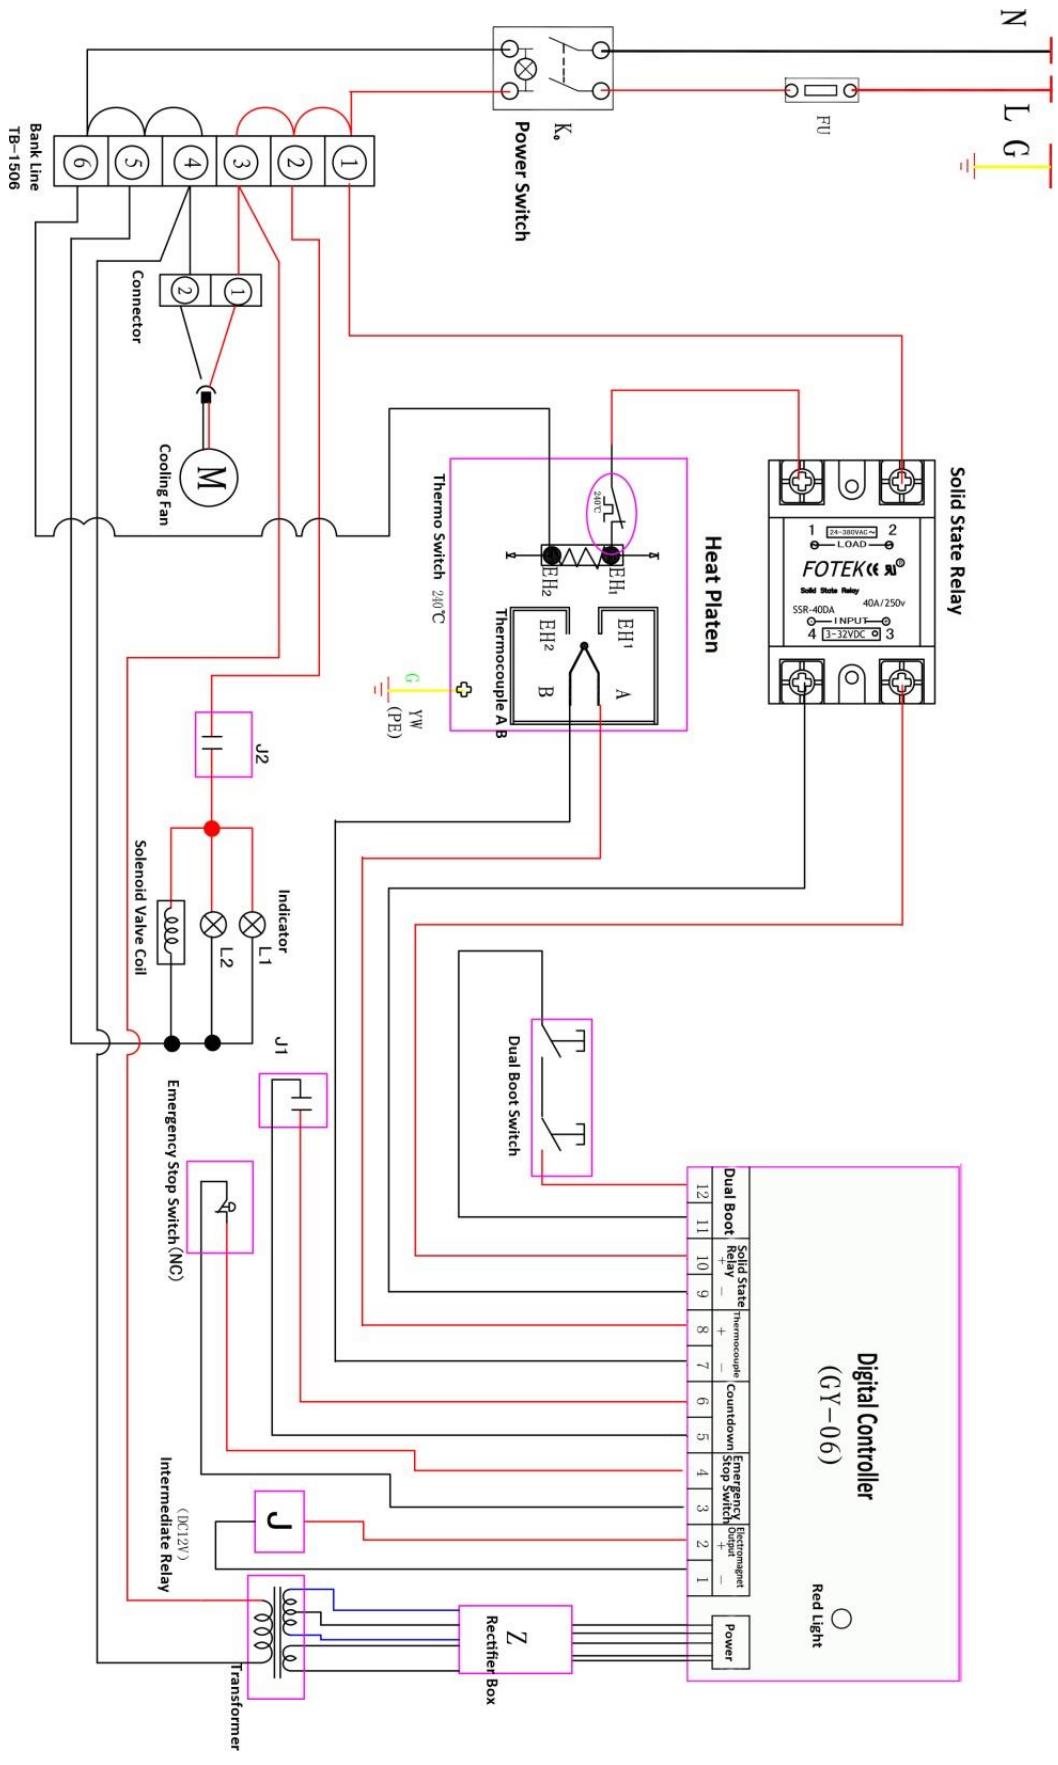 N
L
G
FU
K₀
Power Switch
1
2
3
4
5
6
Bank Line
TB-1506
1
2
Connector
M
Cooling Fan
Solid State Relay
1
24-380VAC~
2
LOAD
FOTEK CE ®
Solid State Relay
40A/250v
SSR-40DA
INPUT
4
3-32VDC
3
Heat Platen
240℃
EH₁
EH₂
Thermo Switch 240℃
EH¹
EH²
A
B
Thermocouple A B
G
YW
(PE)
J2
Indicator
L1
L2
Solenoid Valve Coil
Dual Boot Switch
J1
Emergency Stop Switch(NC)
Digital Controller
(GY-06)
Red Light
Dual Boot
12
11
Solid State
Relay
+
−
10
9
Thermocouple
+
−
8
7
Countdown
6
5
Emergency
Stop Switch
4
3
Electromagnet
Output
+
−
2
1
Power
J
(DC12V)
Intermediate Relay
Z
Rectifier Box
Transformer